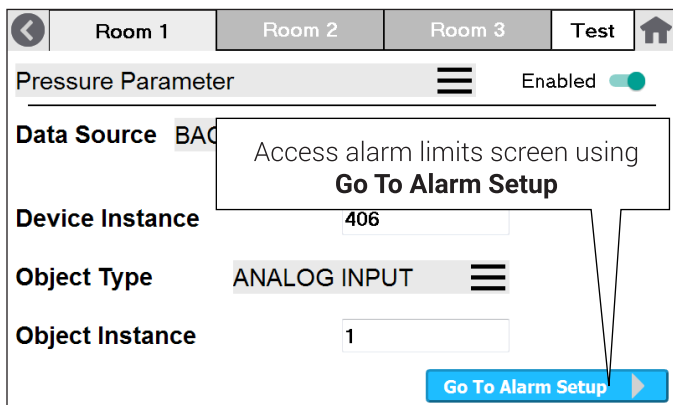 Room 1 Room 2 Room 3 Test
Pressure Parameter Enabled
Data Source BAC
Access alarm limits screen using
Go To Alarm Setup
Device Instance 406
Object Type ANALOG INPUT
Object Instance 1
Go To Alarm Setup